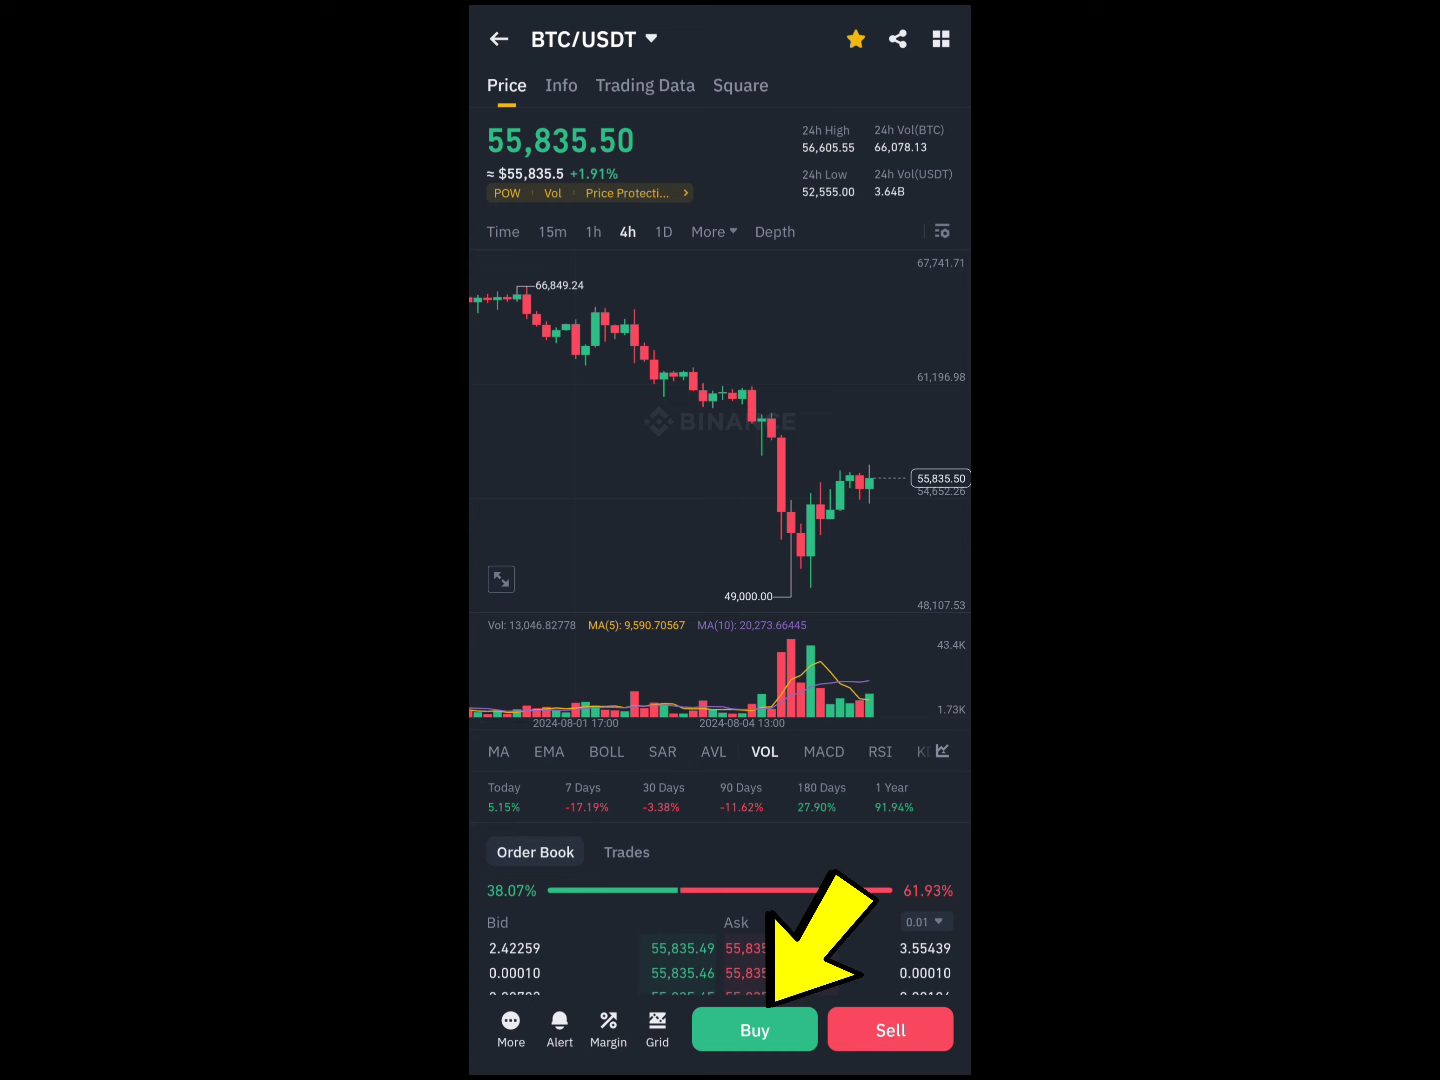 BTC/USDT
Price Info Trading Data Square
55,835.50
≈ $55,835.5 +1.91%
POW Vol Price Protecti... >
24h High 24h Vol(BTC)
56,605.55 66,078.13
24h Low 24h Vol(USDT)
52,555.00 3.64B
Time 15m 1h 4h 1D More Depth
67,741.71
66,849.24
61,196.98
BINANCE
55,835.50
54,652.26
49,000.00
48,107.53
Vol: 13,046.82778 MA(5): 9,590.70567 MA(10): 20,273.66445
43.4K
1.73K
2024-08-01 17:00 2024-08-04 13:00
MA EMA BOLL SAR AVL VOL MACD RSI
Today 7 Days 30 Days 90 Days 180 Days 1 Year
5.15% -17.19% -3.38% -11.62% 27.90% 91.94%
Order Book Trades
38.07% 61.93%
Bid Ask 0.01
2.42259 55,835.49 55,835 3.55439
0.00010 55,835.46 55,835 0.00010
More Alert Margin Grid Buy Sell